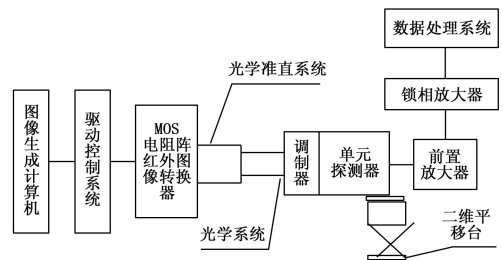 数据处理系统
光学准直系统
锁相放大器
图像生成计算机
驱动控制系统
MOS
电阻阵
红外图
像转换
器
调制器
单元
探测器
前置
放大器
光学系统
二维平
移台